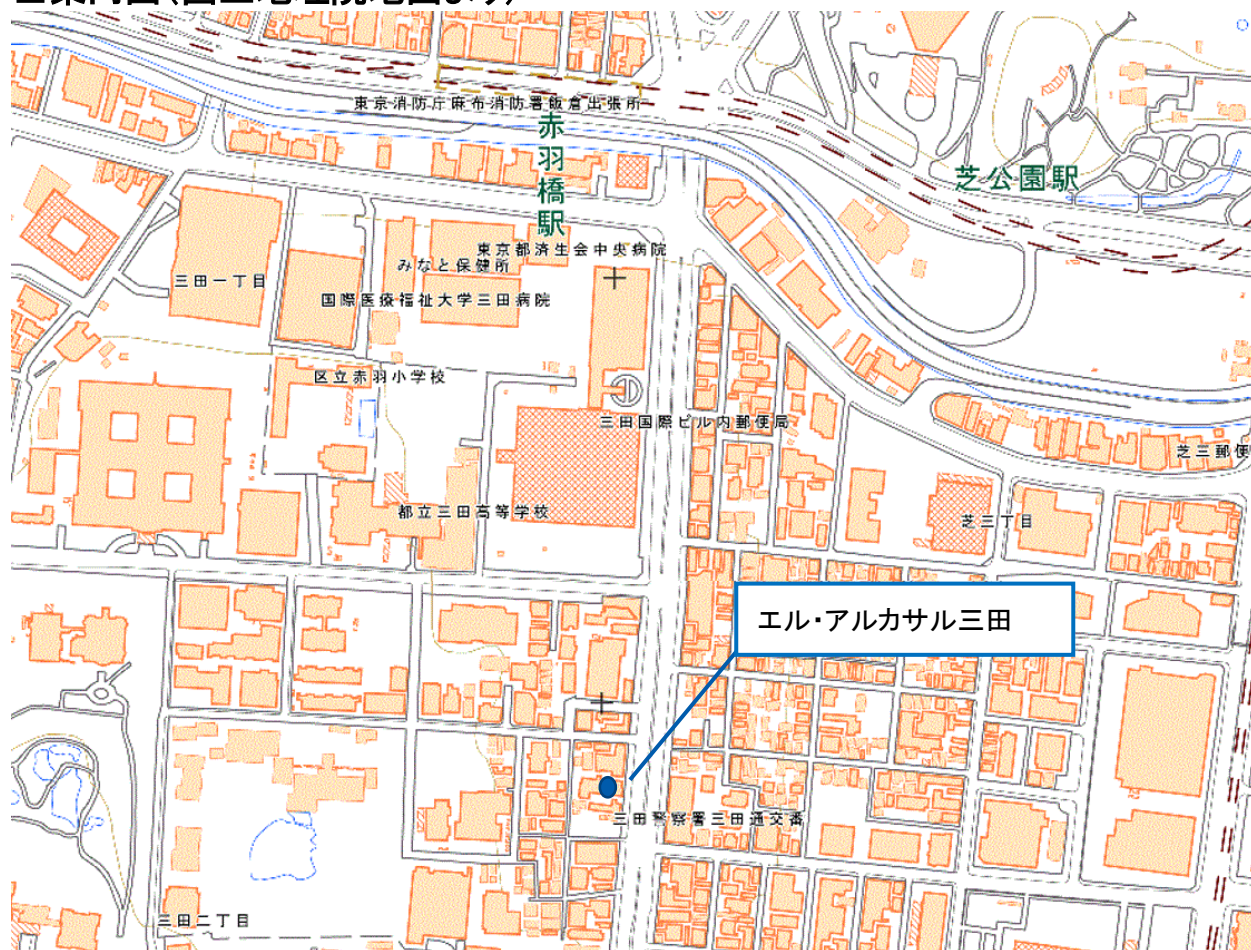 東京消防庁麻布消防署飯倉出張所
赤羽橋駅
芝公園駅
東京都済生会中央病院
みなと保健所
三田一丁目
国際医療福祉大学三田病院
区立赤羽小学校
三田国際ビル内郵便局
芝三郵便
都立三田高等学校
芝三丁目
エル・アルカサル三田
三田警察署三田通交番
三田二丁目